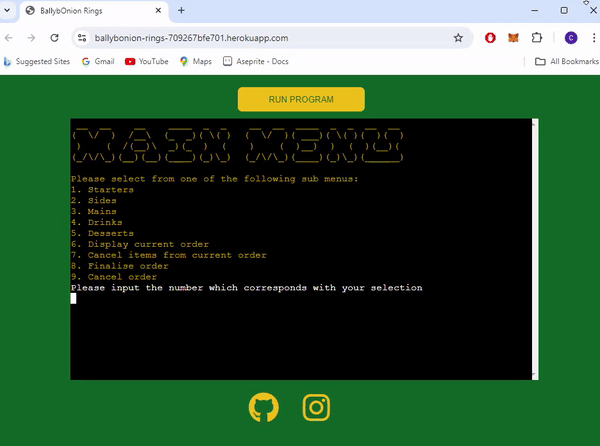 BallybOnion Rings
ballybonion-rings-709267bfe701.herokuapp.com
C
Suggested Sites
Gmail
YouTube
Maps
Aseprite - Docs
All Bookmarks
RUN PROGRAM
MAIN MENU
Please select from one of the following sub menus:
1. Starters
2. Sides
3. Mains
4. Drinks
5. Desserts
6. Display current order
7. Cancel items from current order
8. Finalise order
9. Cancel order
Please input the number which corresponds with your selection